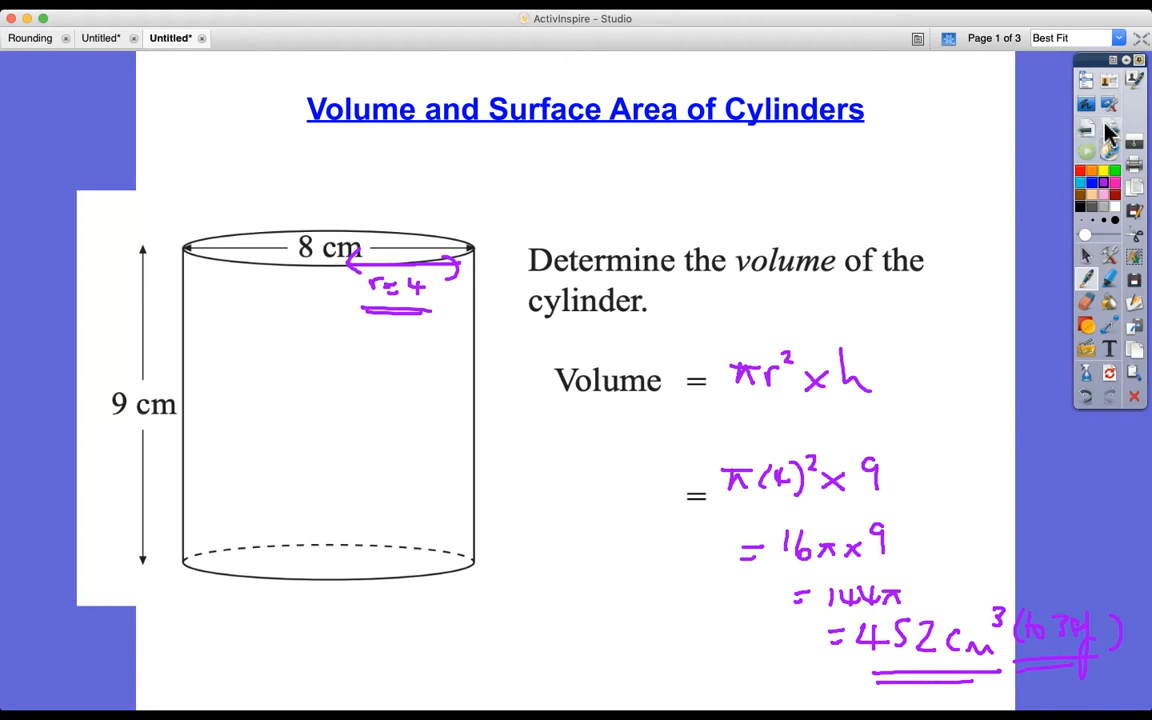 ActivInspire - Studio
Rounding
Untitled*
Untitled*
Page 1 of 3
Best Fit
Volume and Surface Area of Cylinders
8 cm
r = 4
9 cm
Determine the volume of the
cylinder.
Volume = πr² × h
= π(4)² × 9
= 16π × 9
= 144π
= 452 cm³ (to 3sf)
T